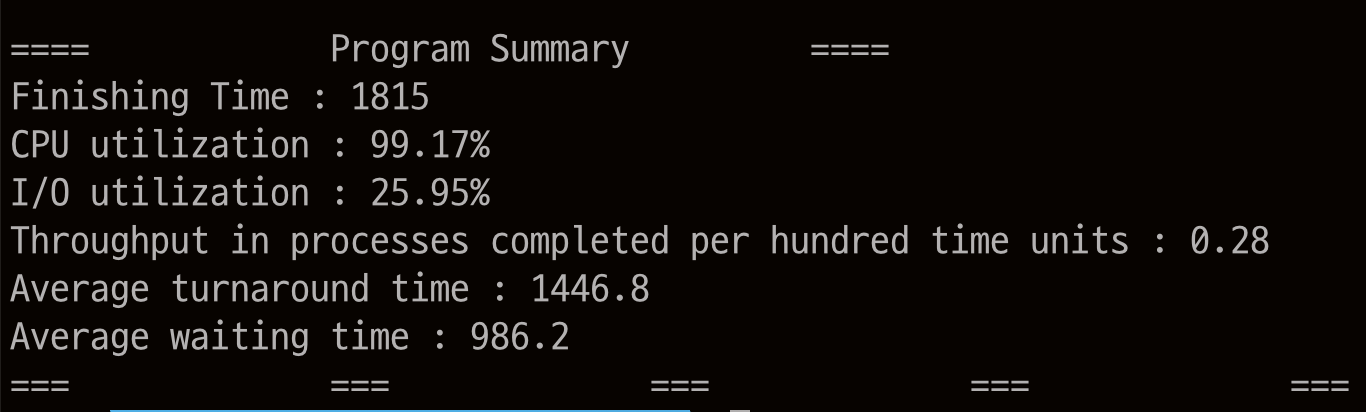 ====            Program Summary         ====
Finishing Time : 1815
CPU utilization : 99.17%
I/O utilization : 25.95%
Throughput in processes completed per hundred time units : 0.28
Average turnaround time : 1446.8
Average waiting time : 986.2
===             ===             ===             ===             ===